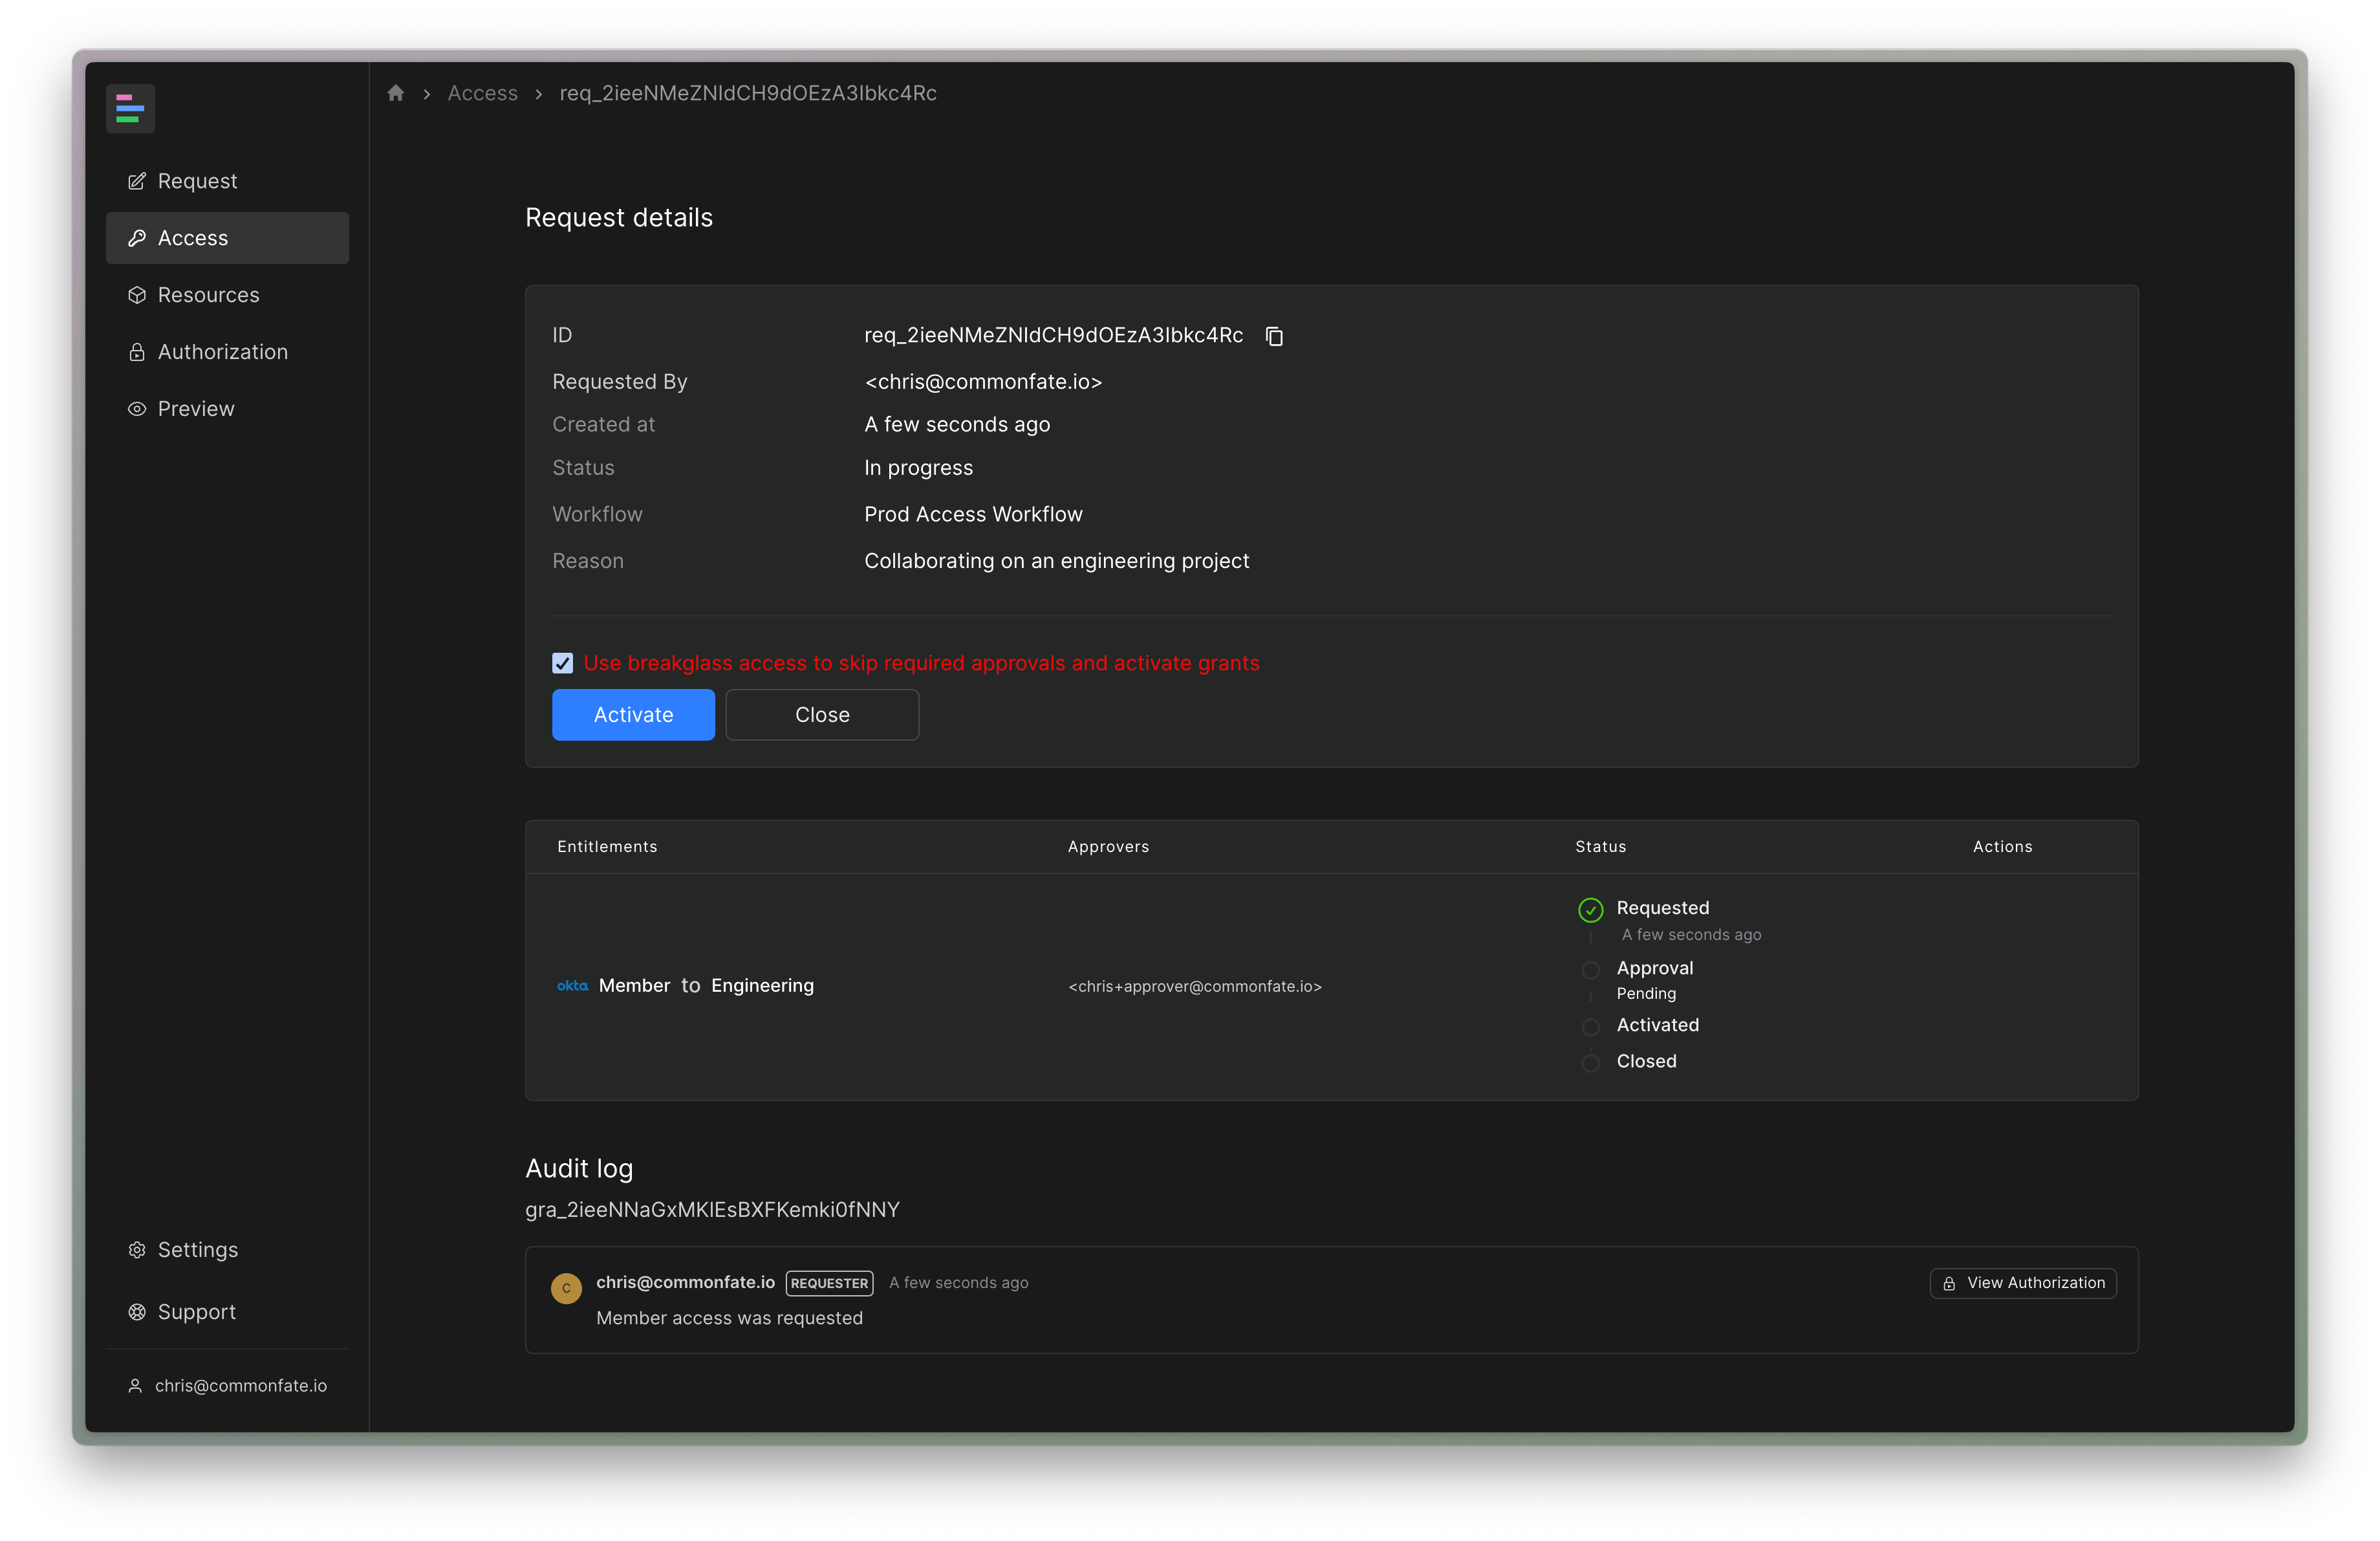 Access
req_2ieeNMeZNIdCH9dOEzA3Ibkc4Rc
Request
Access
Resources
Authorization
Preview
Settings
Support
chris@commonfate.io
Request details
ID req_2ieeNMeZNIdCH9dOEzA3Ibkc4Rc
Requested By <chris@commonfate.io>
Created at A few seconds ago
Status In progress
Workflow Prod Access Workflow
Reason Collaborating on an engineering project
Use breakglass access to skip required approvals and activate grants
Activate Close
Entitlements Approvers Status Actions
okta Member to Engineering
<chris+approver@commonfate.io>
Requested
A few seconds ago
Approval
Pending
Activated
Closed
Audit log
gra_2ieeNNaGxMKlEsBXFKemki0fNNY
C
chris@commonfate.io REQUESTER A few seconds ago
Member access was requested
View Authorization